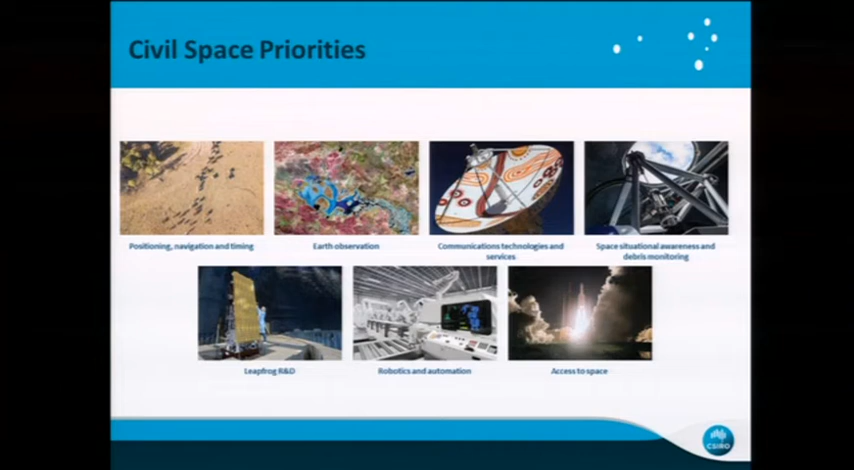 Civil Space Priorities
Positioning, navigation and timing
Earth observation
Communications technologies and
services
Space situational awareness and
debris monitoring
Leapfrog R&D
Robotics and automation
Access to space
CSIRO